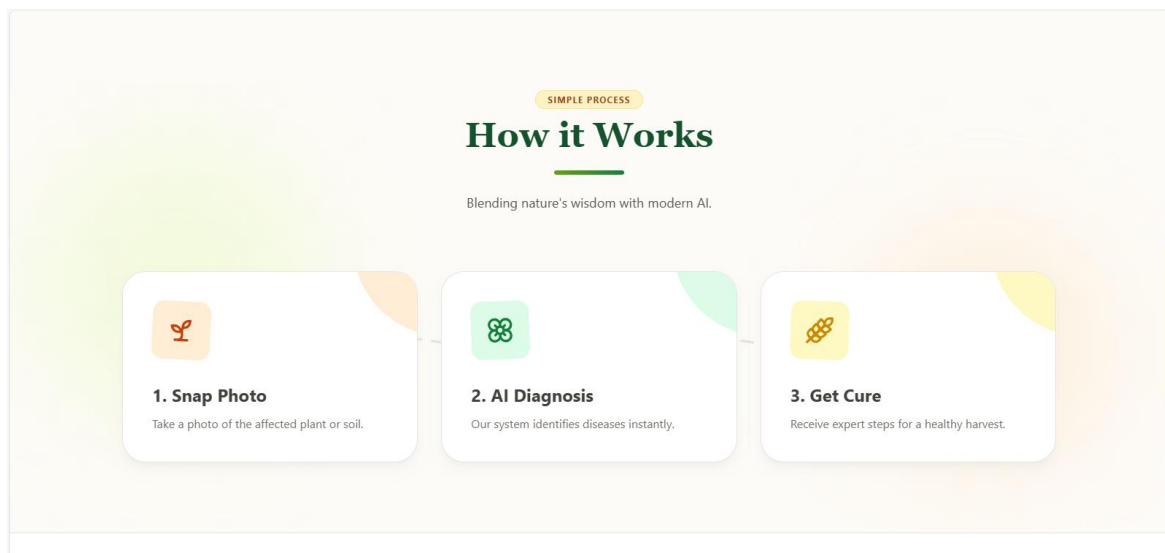 SIMPLE PROCESS
How it Works
Blending nature's wisdom with modern AI.
1. Snap Photo
Take a photo of the affected plant or soil.
2. AI Diagnosis
Our system identifies diseases instantly.
3. Get Cure
Receive expert steps for a healthy harvest.